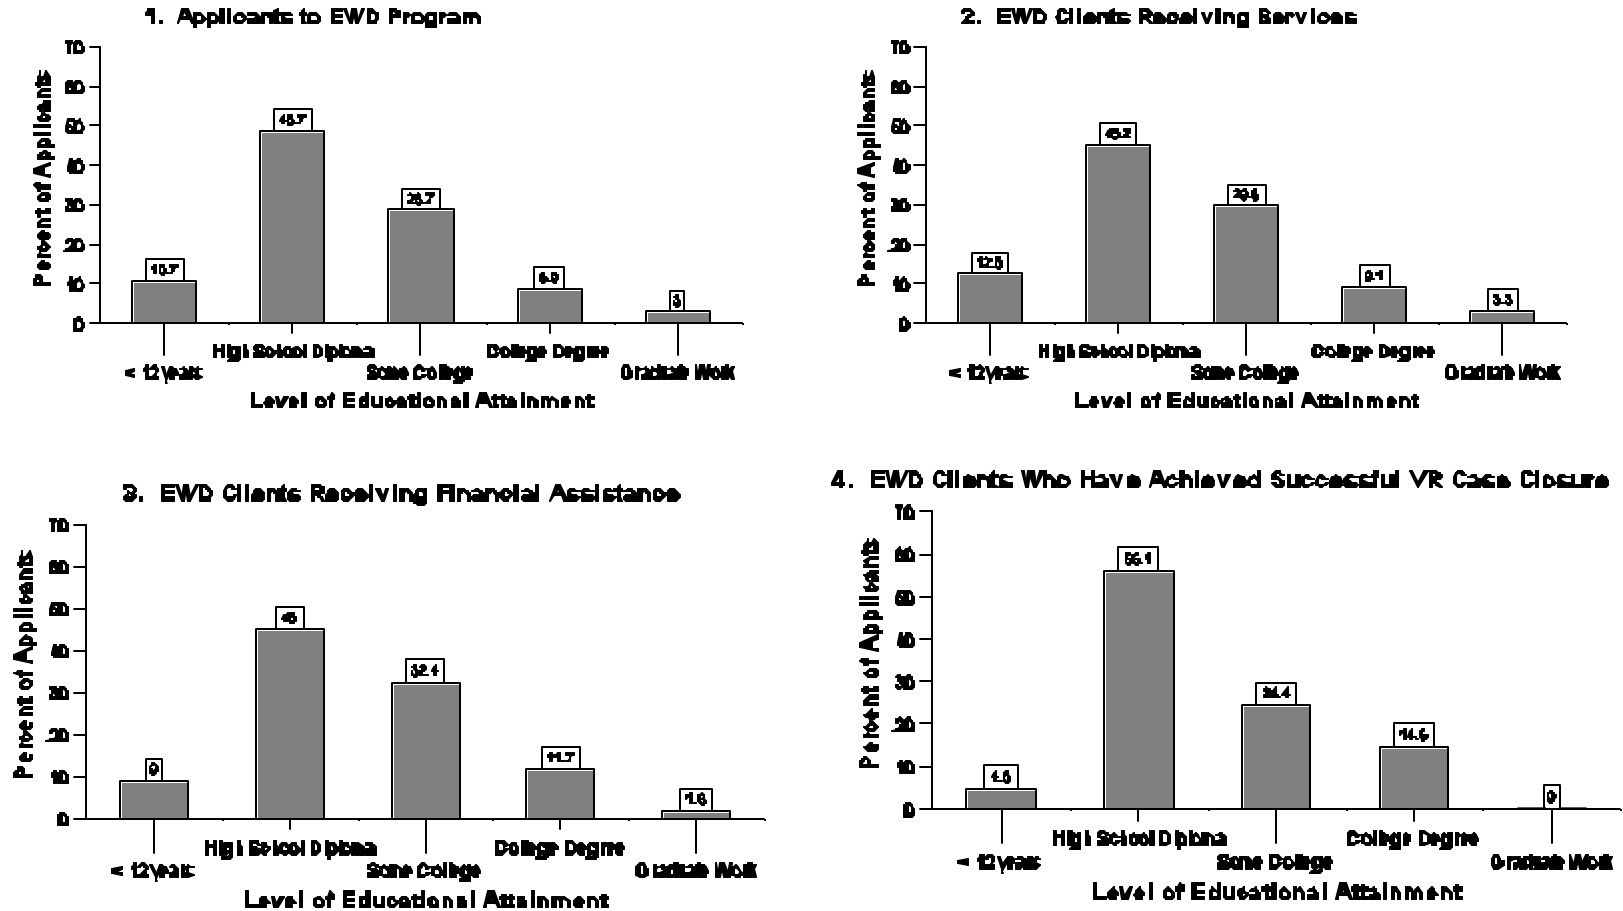 1. Applicants to EWD Program
70
60
50
40
30
20
10
0
Percent of Applicants
10.7
48.7
28.7
8.9
3
High School Diploma
College Degree
< 12 years
Some College
Graduate Work
Level of Educational Attainment
2. EWD Clients Receiving Services
70
60
50
40
30
20
10
0
Percent of Applicants
45.2
9.1
3.3
High School Diploma
College Degree
< 12 years
Some College
Graduate Work
Level of Educational Attainment
3. EWD Clients Receiving Financial Assistance
70
60
50
40
30
20
10
0
Percent of Applicants
9
45
32.4
11.7
1.8
High School Diploma
College Degree
< 12 years
Some College
Graduate Work
Level of Educational Attainment
4. EWD Clients Who Have Achieved Successful VR Case Closure
70
60
50
40
30
20
10
0
Percent of Applicants
56.1
24.4
14.6
0
High School Diploma
College Degree
< 12 years
Some College
Graduate Work
Level of Educational Attainment